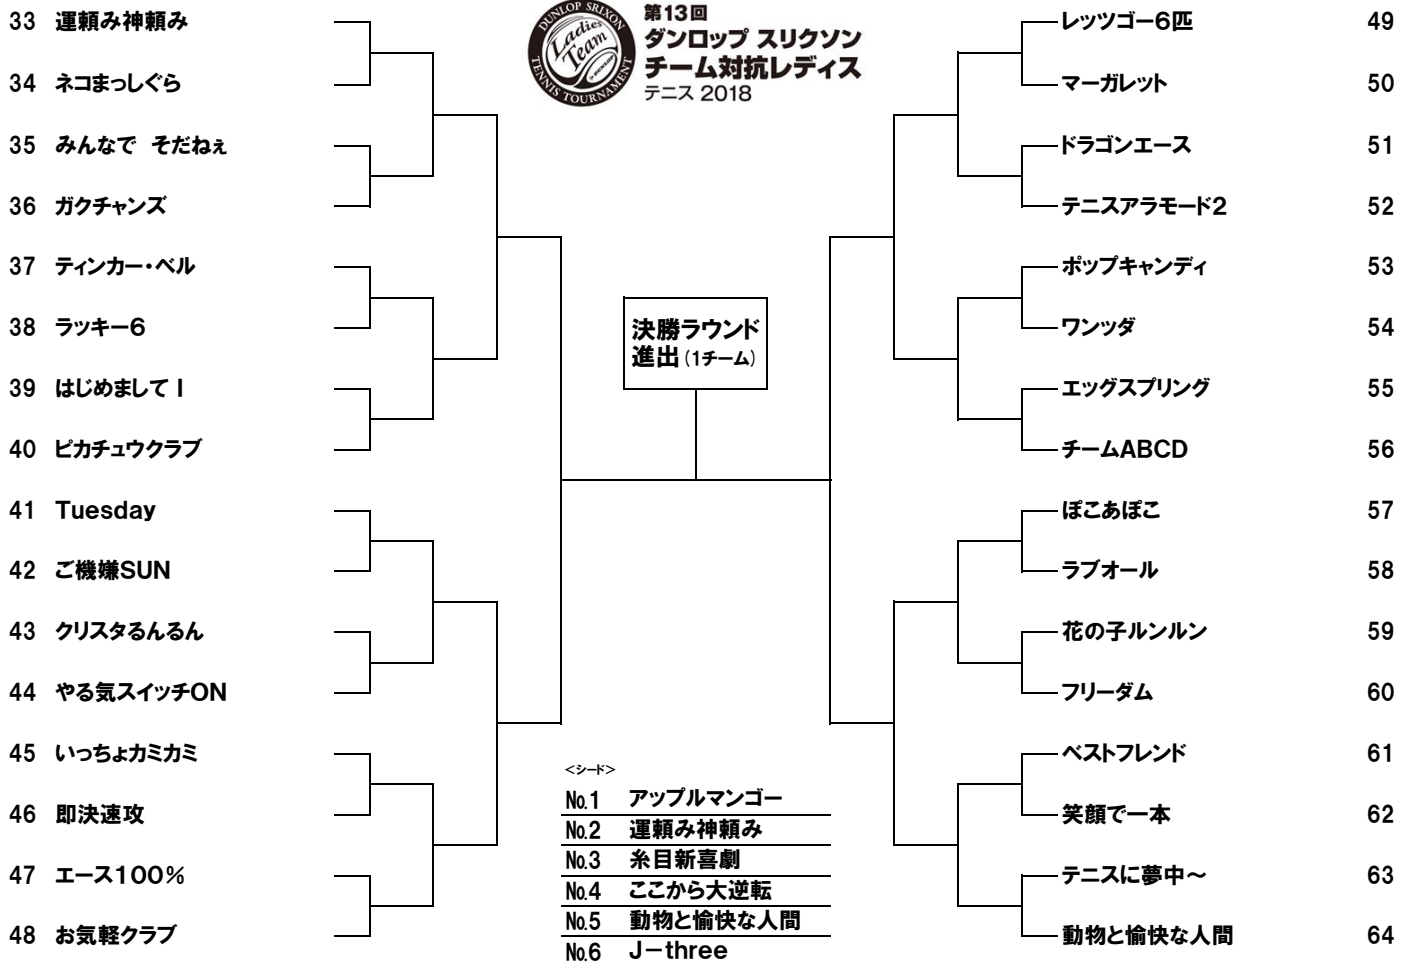 DUNLOP SRIXON
Ladies
Team
by DUNLOP
TENNIS TOURNAMENT
第13回
ダンロップ スリクソン
チーム対抗レディス
テニス 2018
33 運頼み神頼み
34 ネコまっしぐら
35 みんなで そだねぇ
36 ガクチャンズ
37 ティンカー・ベル
38 ラッキー6
39 はじめましてⅠ
40 ピカチュウクラブ
41 Tuesday
42 ご機嫌SUN
43 クリスタるんるん
44 やる気スイッチON
45 いっちょカミカミ
46 即決速攻
47 エース100%
48 お気軽クラブ
決勝ラウンド
進出(1チーム)
<シード>
No.1 アップルマンゴー
No.2 運頼み神頼み
No.3 糸目新喜劇
No.4 ここから大逆転
No.5 動物と愉快な人間
No.6 J-three
レッツゴー6匹 49
マーガレット 50
ドラゴンエース 51
テニスアラモード2 52
ポップキャンディ 53
ワンッダ 54
エッグスプリング 55
チームABCD 56
ぽこあぽこ 57
ラブオール 58
花の子ルンルン 59
フリーダム 60
ベストフレンド 61
笑顔で一本 62
テニスに夢中~ 63
動物と愉快な人間 64